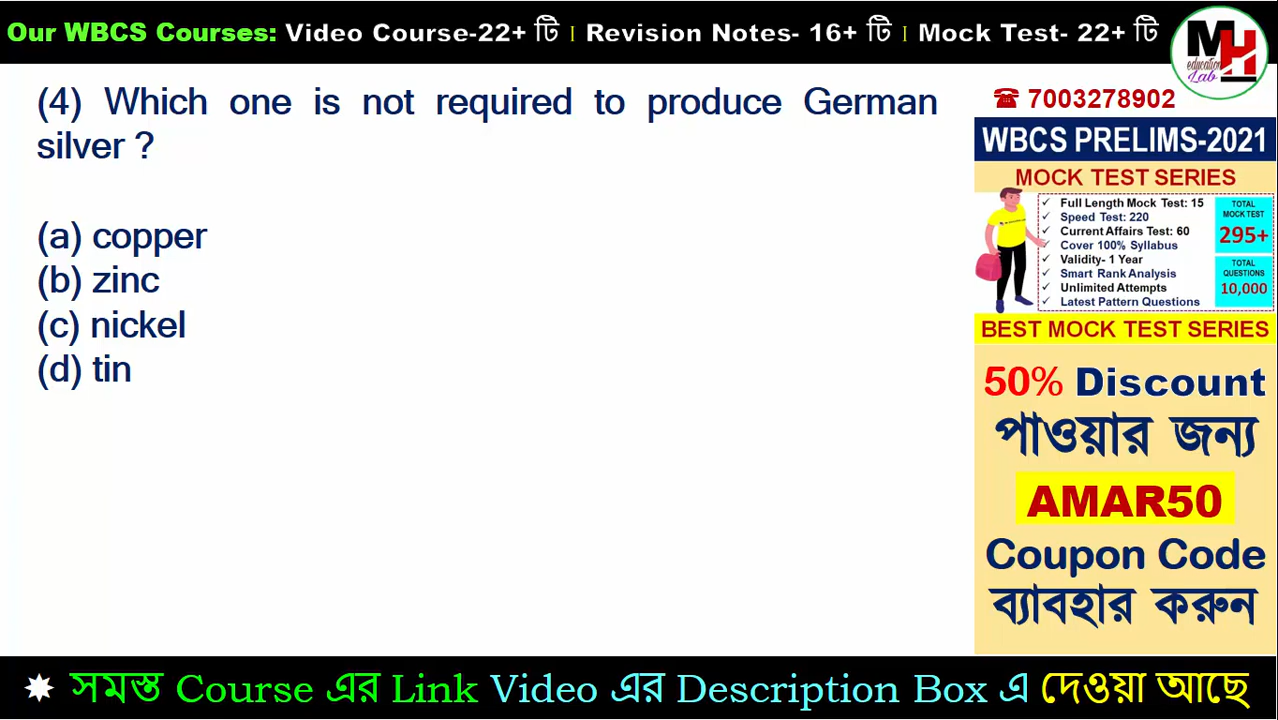 Our WBCS Courses: Video Course-22+ টি । Revision Notes- 16+ টি । Mock Test- 22+ টি
MH
education
Lab
(4) Which one is not required to produce German
silver ?
(a) copper
(b) zinc
(c) nickel
(d) tin
☎ 7003278902
WBCS PRELIMS-2021
MOCK TEST SERIES
✓ Full Length Mock Test: 15
✓ Speed Test: 220
✓ Current Affairs Test: 60
✓ Cover 100% Syllabus
✓ Validity- 1 Year
✓ Smart Rank Analysis
✓ Unlimited Attempts
✓ Latest Pattern Questions
TOTAL
MOCK TEST
295+
TOTAL
QUESTIONS
10,000
BEST MOCK TEST SERIES
50% Discount
পাওয়ার জন্য
AMAR50
Coupon Code
ব্যাবহার করুন
✸ সমস্ত Course এর Link Video এর Description Box এ দেওয়া আছে